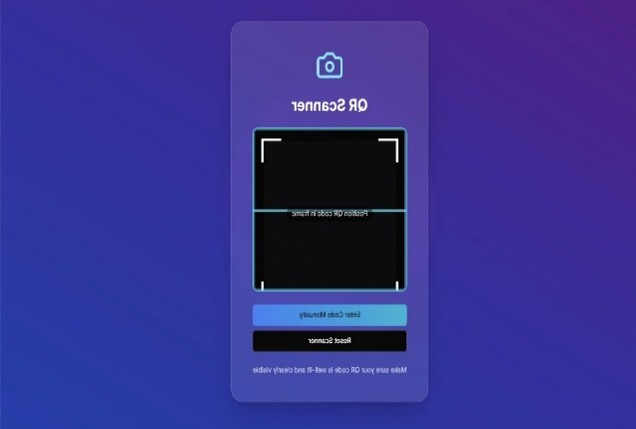 QR Scanner
Position QR code in frame
Enter Code Manually
Reset Scanner
Make sure your QR code is well-lit and clearly visible